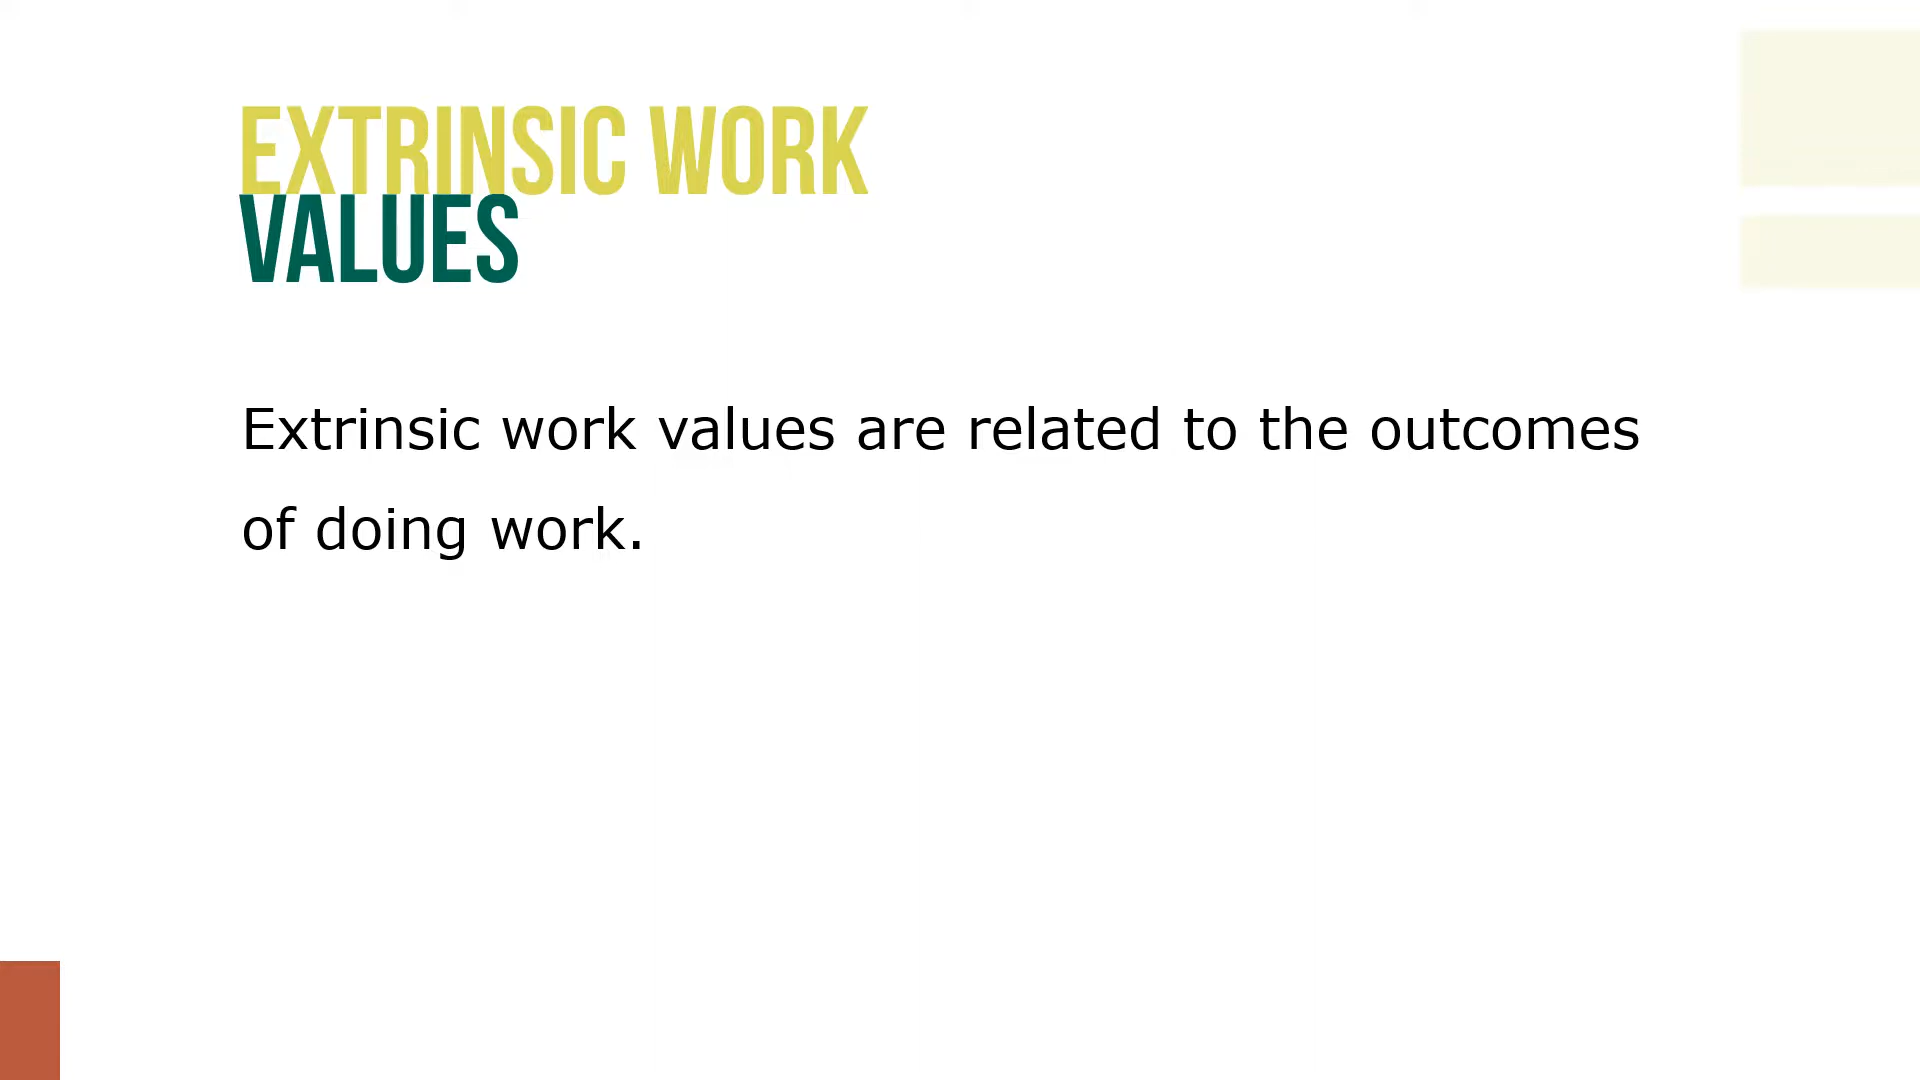 EXTRINSIC WORK
VALUES
Extrinsic work values are related to the outcomes
of doing work.